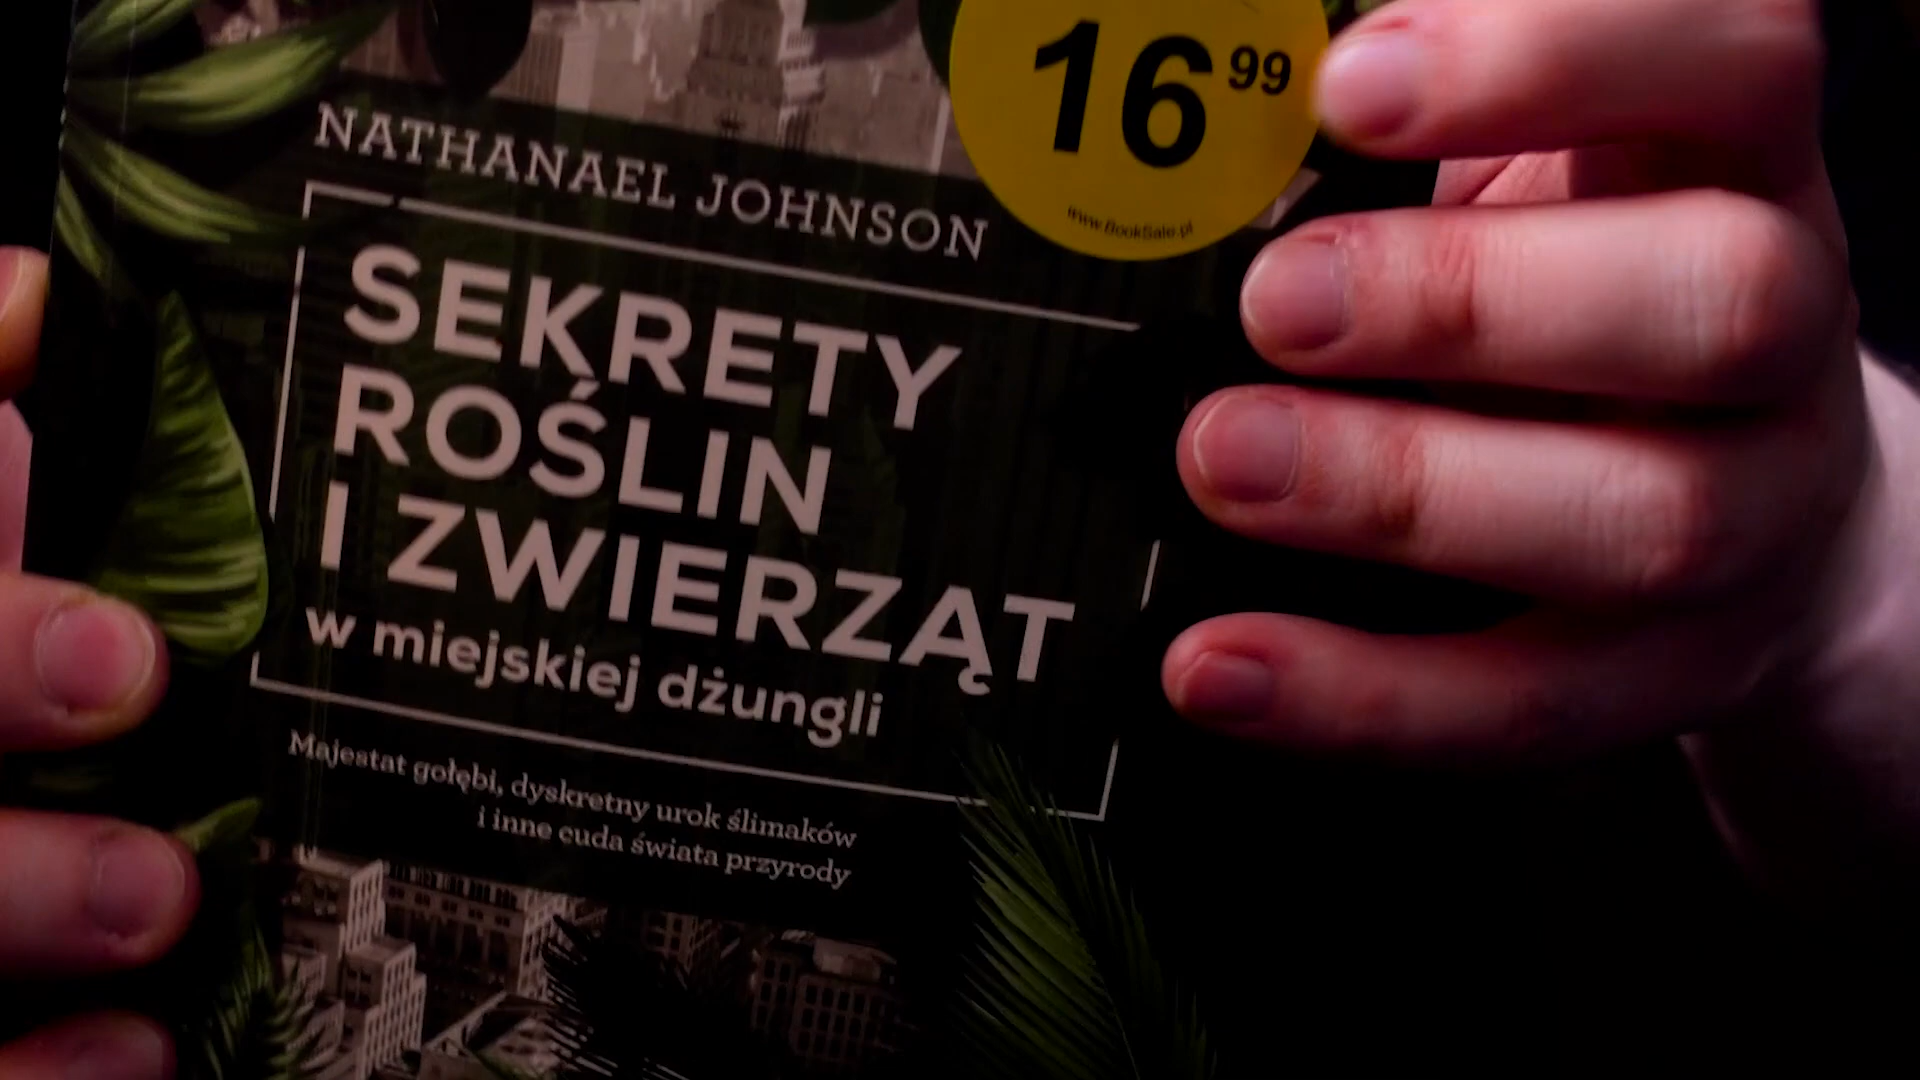 16 99
www.BookSale.pl
NATHANAEL JOHNSON
SEKRETY
ROŚLIN
I ZWIERZĄT
w miejskiej dżungli
Majestat gołębi, dyskretny urok ślimaków
i inne cuda świata przyrody